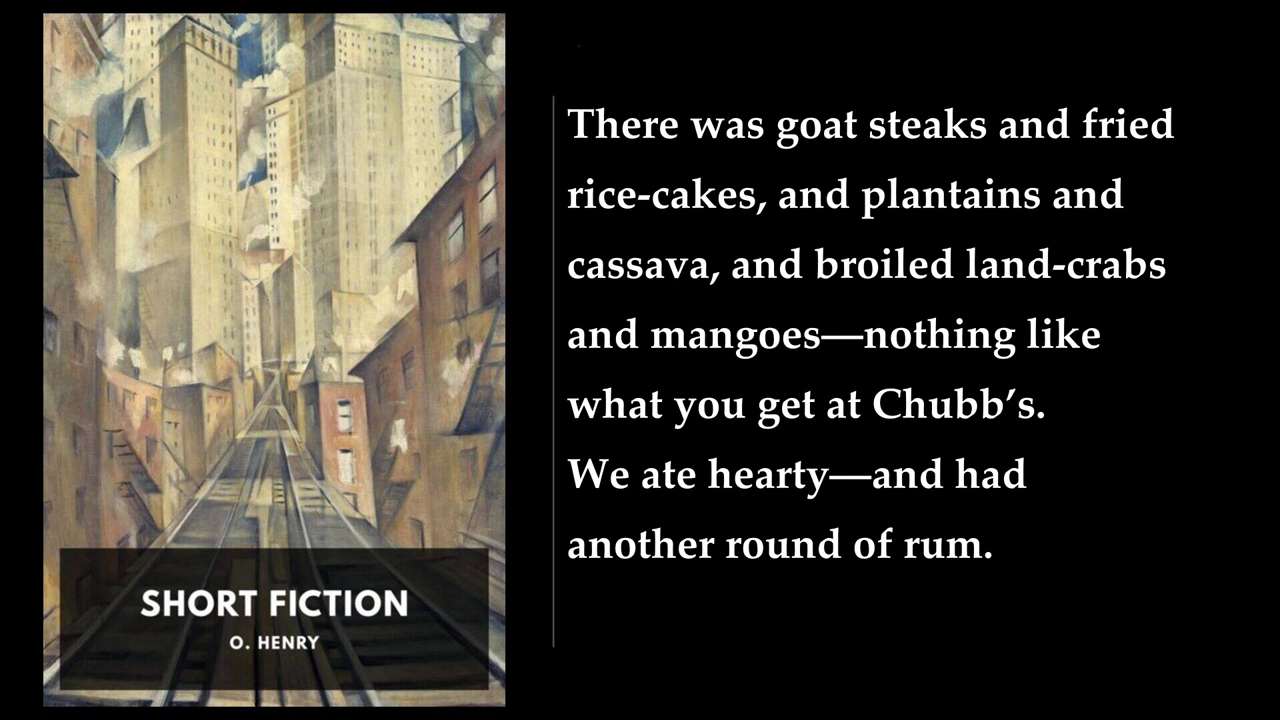 There was goat steaks and fried
rice-cakes, and plantains and
cassava, and broiled land-crabs
and mangoes—nothing like
what you get at Chubb’s.
We ate hearty—and had
another round of rum.
SHORT FICTION
O. HENRY